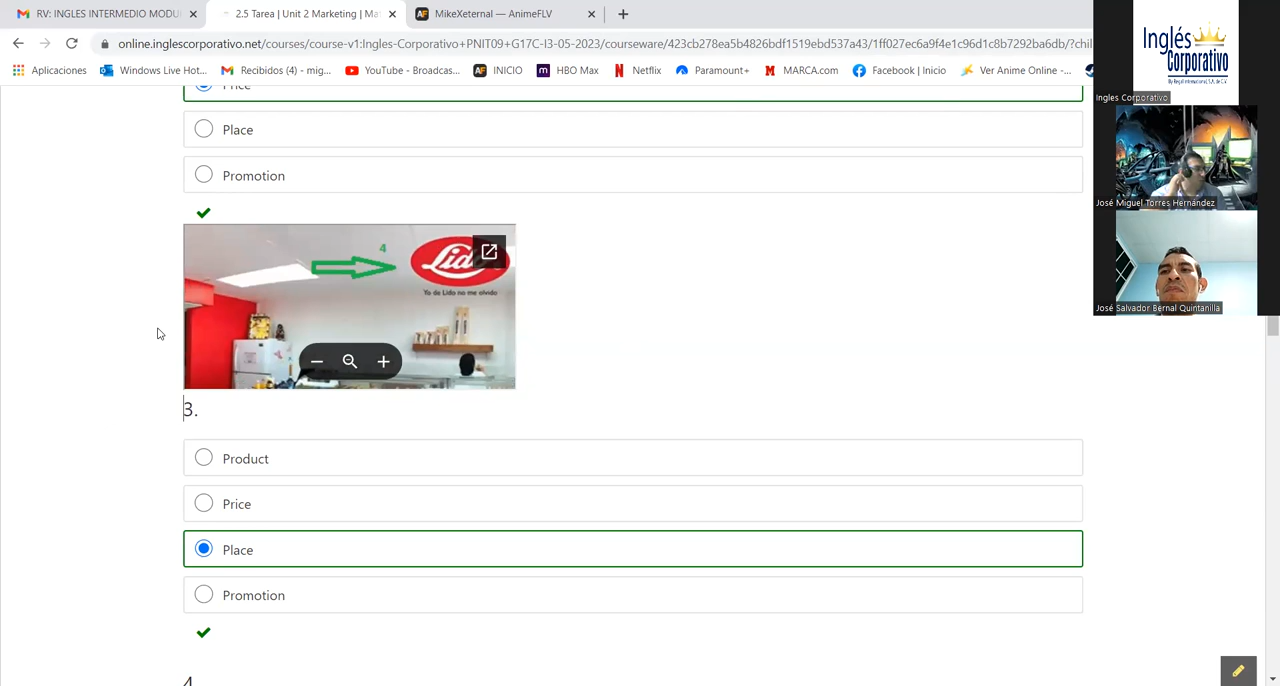 RV: INGLES INTERMEDIO MODU
2.5 Tarea | Unit 2 Marketing | Ma
AF MikeXeternal — AnimeFLV
online.inglescorporativo.net/courses/course-v1:Ingles-Corporativo+PNIT09+G17C-I3-05-2023/courseware/423cb278ea5b4826bdf1519ebd537a43/1ff027ec6a0f4e1c96d1c8b7292ba6db/?chil
Aplicaciones
Windows Live Hot...
Recibidos (4) - mig...
YouTube - Broadcas...
AF INICIO
m HBO Max
N Netflix
Paramount+
M MARCA.com
Facebook | Inicio
Ver Anime Online -...
Inglés
Corporativo
Ingles Corporativo
José Miguel Torres Hernández
José Salvador Bernal Quintanilla
Price
Place
Promotion
4
Lido
Yo de Lido no me olvido
3.
Product
Price
Place
Promotion
4.